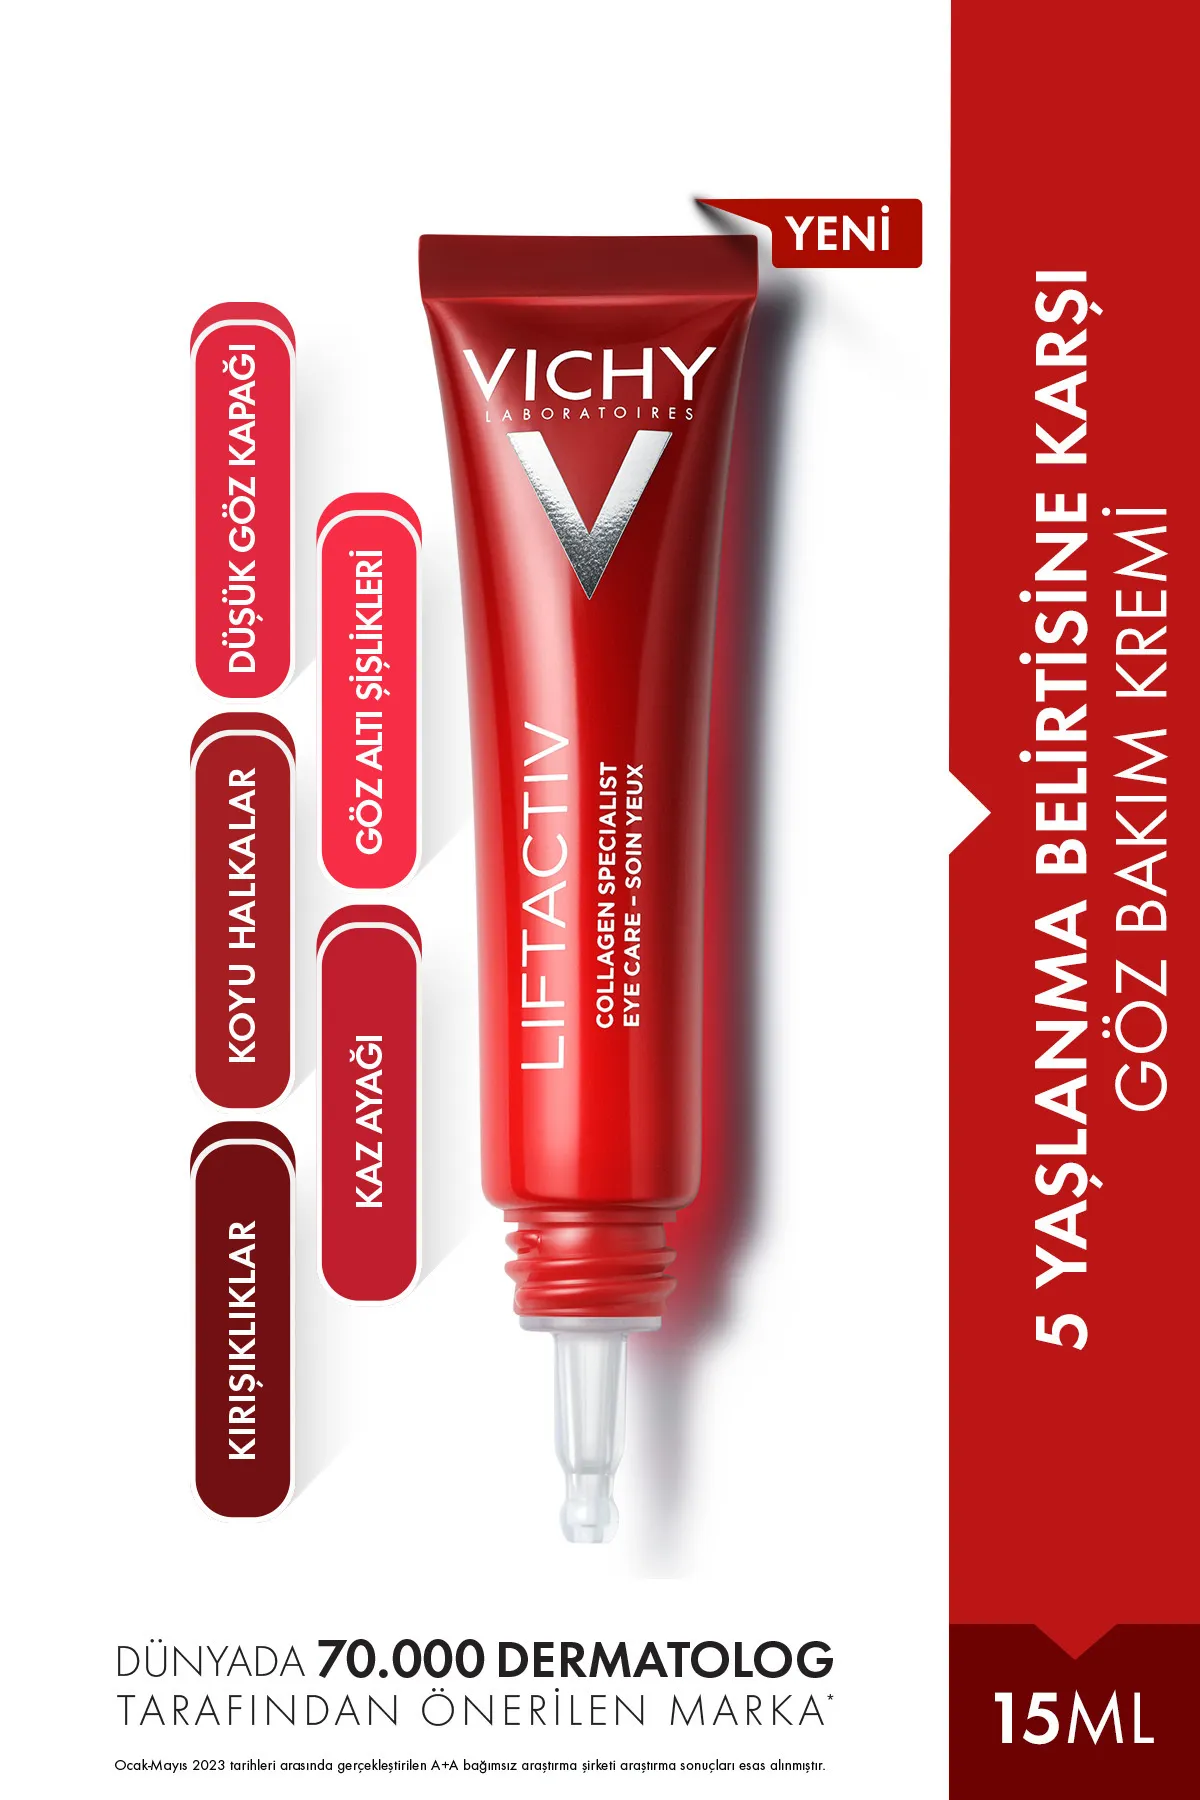 YENİ
VICHY
LABORATOIRES
LIFTACTIV
COLLAGEN SPECIALIST
EYE CARE - SOIN YEUX
DÜŞÜK GÖZ KAPAĞI
GÖZ ALTI ŞİŞLİKLERİ
KOYU HALKALAR
KAZ AYAĞI
KIRIŞIKLIKLAR
5 YAŞLANMA BELİRTİSİNE KARŞI
GÖZ BAKIM KREMİ
15ML
DÜNYADA 70.000 DERMATOLOG
TARAFINDAN ÖNERİLEN MARKA*
Ocak-Mayıs 2023 tarihleri arasında gerçekleştirilen A+A bağımsız araştırma şirketi araştırma sonuçları esas alınmıştır.